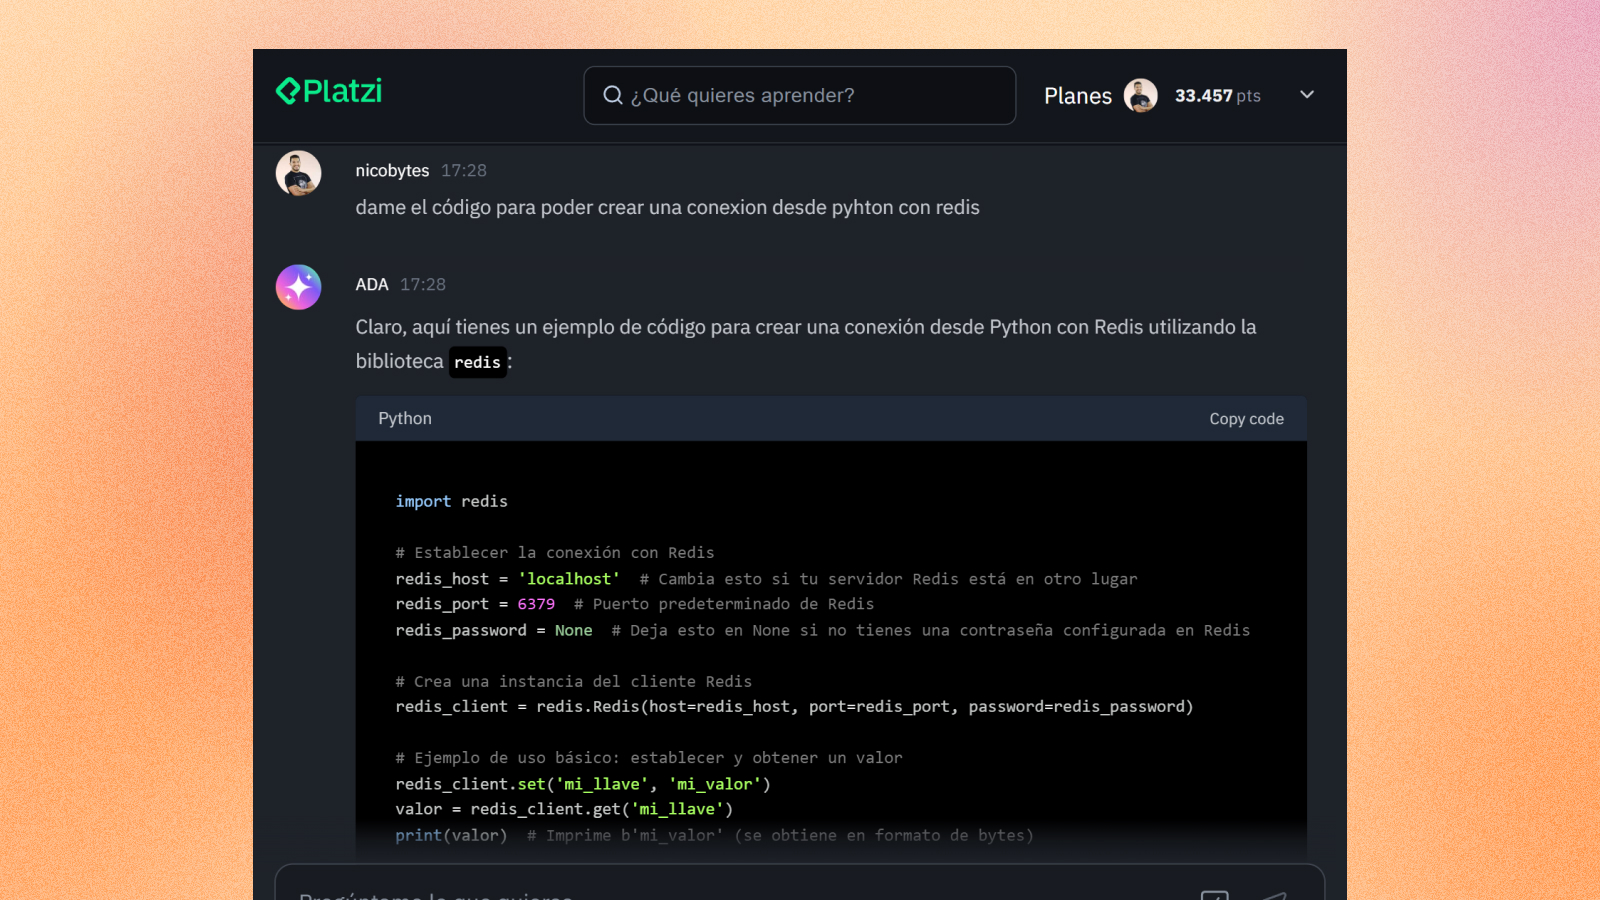 Platzi
¿Qué quieres aprender?
Planes
33.457 pts
nicobytes 17:28
dame el código para poder crear una conexion desde pyhton con redis
ADA 17:28
Claro, aquí tienes un ejemplo de código para crear una conexión desde Python con Redis utilizando la
biblioteca redis:
Python
Copy code
import redis
# Establecer la conexión con Redis
redis_host = 'localhost'  # Cambia esto si tu servidor Redis está en otro lugar
redis_port = 6379  # Puerto predeterminado de Redis
redis_password = None  # Deja esto en None si no tienes una contraseña configurada en Redis
# Crea una instancia del cliente Redis
redis_client = redis.Redis(host=redis_host, port=redis_port, password=redis_password)
# Ejemplo de uso básico: establecer y obtener un valor
redis_client.set('mi_llave', 'mi_valor')
valor = redis_client.get('mi_llave')
print(valor)  # Imprime b'mi_valor' (se obtiene en formato de bytes)
Pregúntame lo que quieras